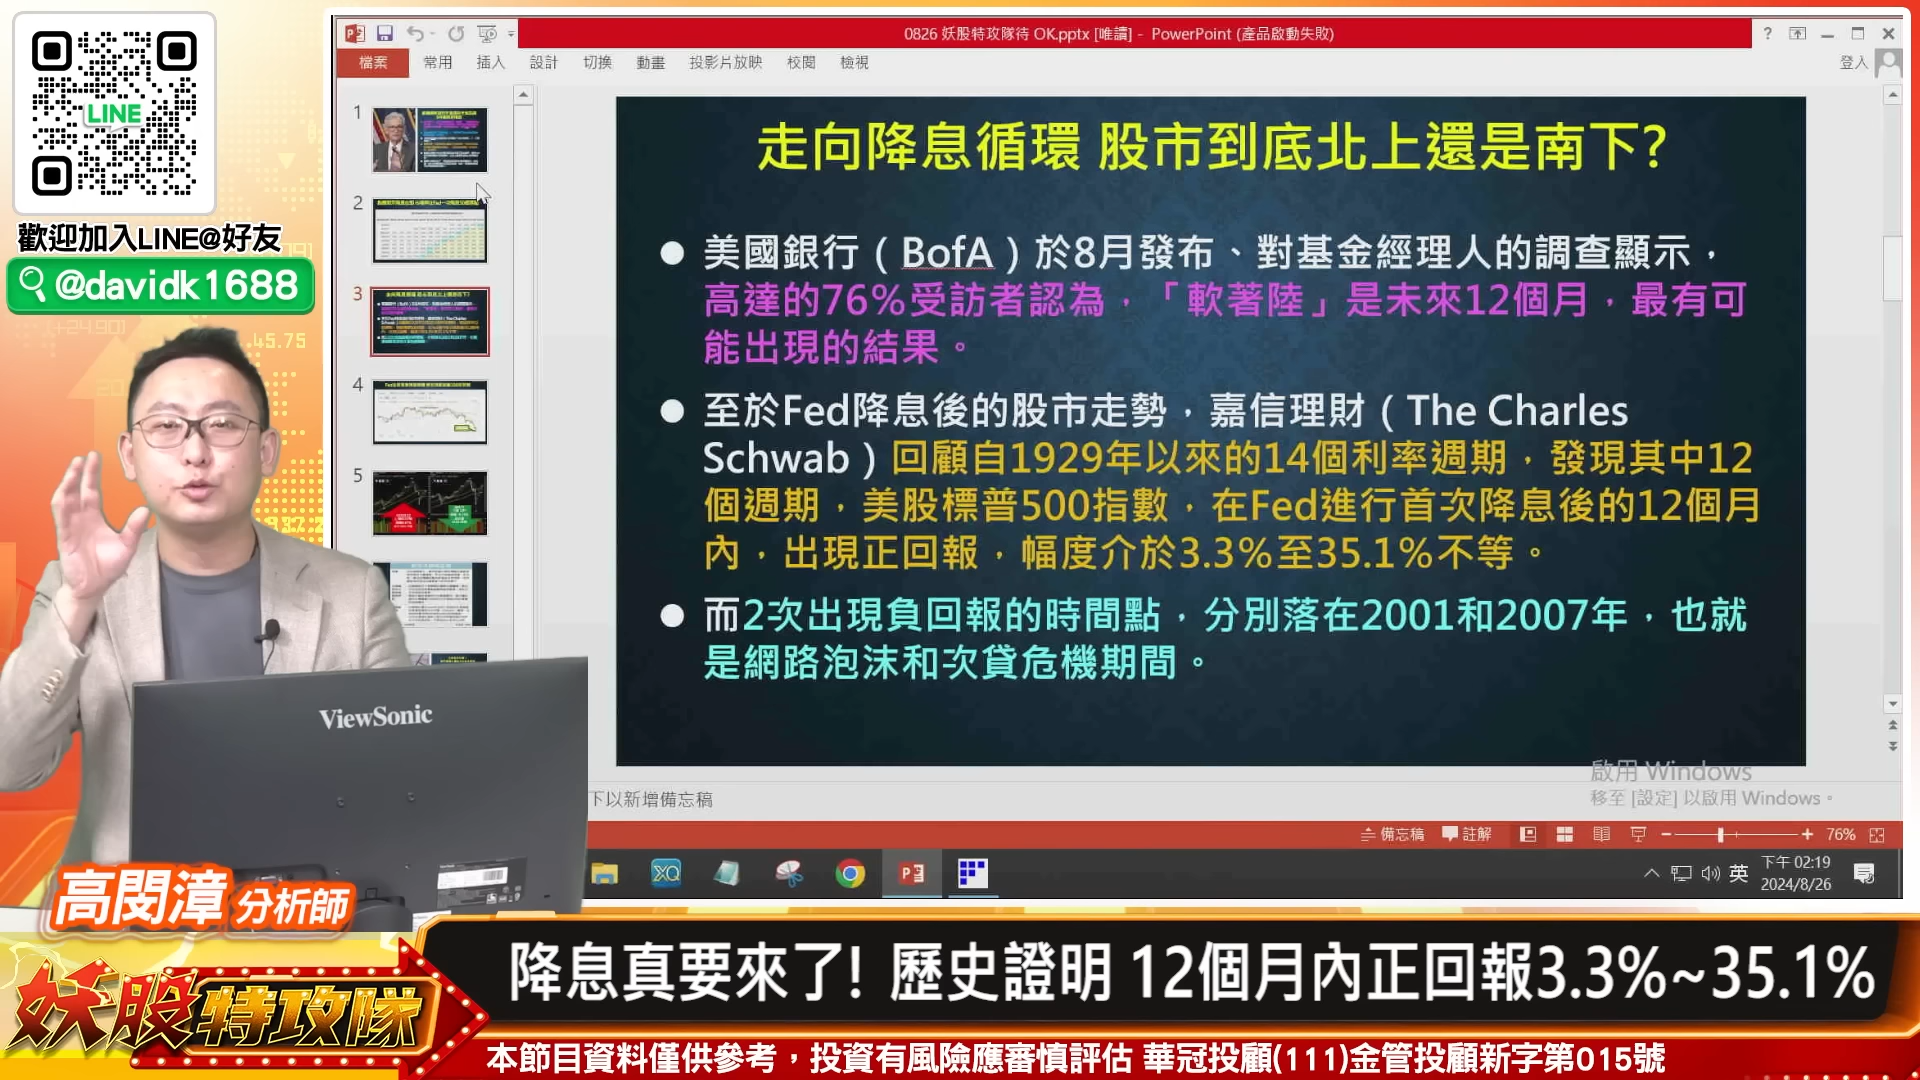 LINE
歡迎加入LINE@好友
@davidk1688
0826 妖股特攻隊待 OK.pptx [唯讀] - PowerPoint (產品啟動失敗)
檔案 常用 插入 設計 切換 動畫 投影片放映 校閱 檢視
登入
1
2
3
4
5
走向降息循環 股市到底北上還是南下?
美國銀行（BofA）於8月發布、對基金經理人的調查顯示，
高達的76%受訪者認為，「軟著陸」是未來12個月，最有可
能出現的結果。
至於Fed降息後的股市走勢，嘉信理財（The Charles
Schwab）回顧自1929年以來的14個利率週期，發現其中12
個週期，美股標普500指數，在Fed進行首次降息後的12個月
內，出現正回報，幅度介於3.3%至35.1%不等。
而2次出現負回報的時間點，分別落在2001和2007年，也就
是網路泡沫和次貸危機期間。
啟用 Windows
移至 [設定] 以啟用 Windows。
下以新增備忘稿
備忘稿 註解 76%
ViewSonic
XQ
英
下午 02:19
2024/8/26
高閔漳 分析師
妖股特攻隊
降息真要來了! 歷史證明 12個月內正回報3.3%~35.1%
本節目資料僅供參考，投資有風險應審慎評估 華冠投顧(111)金管投顧新字第015號